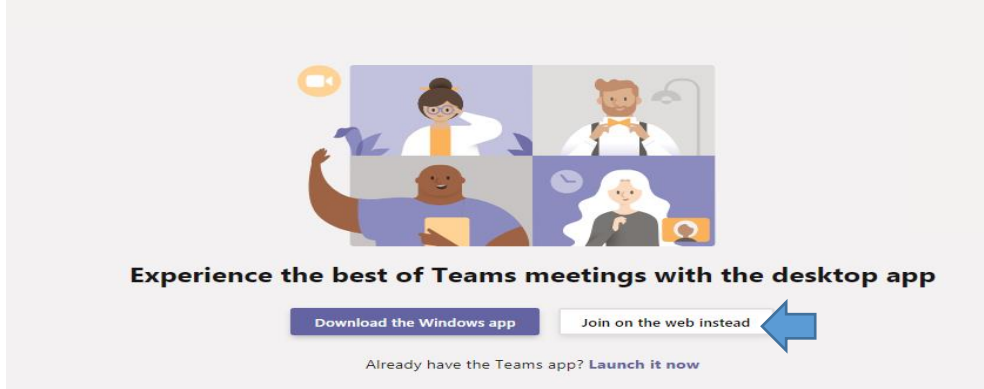 Experience the best of Teams meetings with the desktop app
Download the Windows app
Join on the web instead
Already have the Teams app? Launch it now